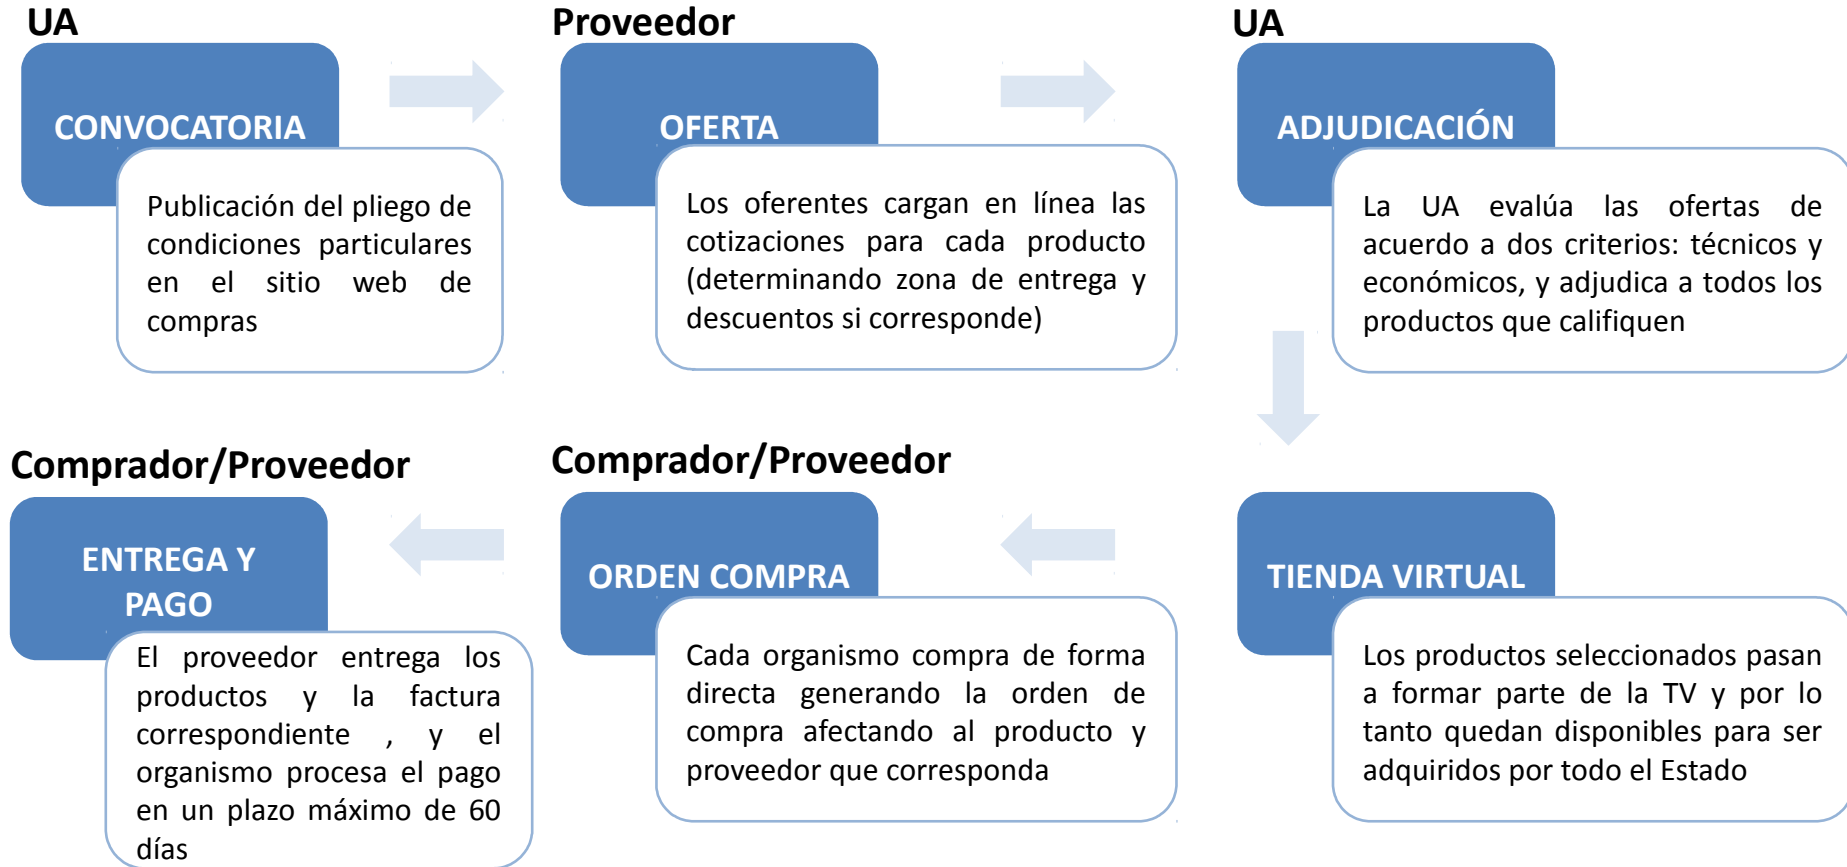 UA
CONVOCATORIA
Publicación del pliego de
condiciones particulares
en el sitio web de
compras
Proveedor
OFERTA
Los oferentes cargan en línea las
cotizaciones para cada producto
(determinando zona de entrega y
descuentos si corresponde)
UA
ADJUDICACIÓN
La UA evalúa las ofertas de
acuerdo a dos criterios: técnicos y
económicos, y adjudica a todos los
productos que califiquen
TIENDA VIRTUAL
Los productos seleccionados pasan
a formar parte de la TV y por lo
tanto quedan disponibles para ser
adquiridos por todo el Estado
Comprador/Proveedor
ORDEN COMPRA
Cada organismo compra de forma
directa generando la orden de
compra afectando al producto y
proveedor que corresponda
Comprador/Proveedor
ENTREGA Y
PAGO
El proveedor entrega los
productos y la factura
correspondiente , y el
organismo procesa el pago
en un plazo máximo de 60
días